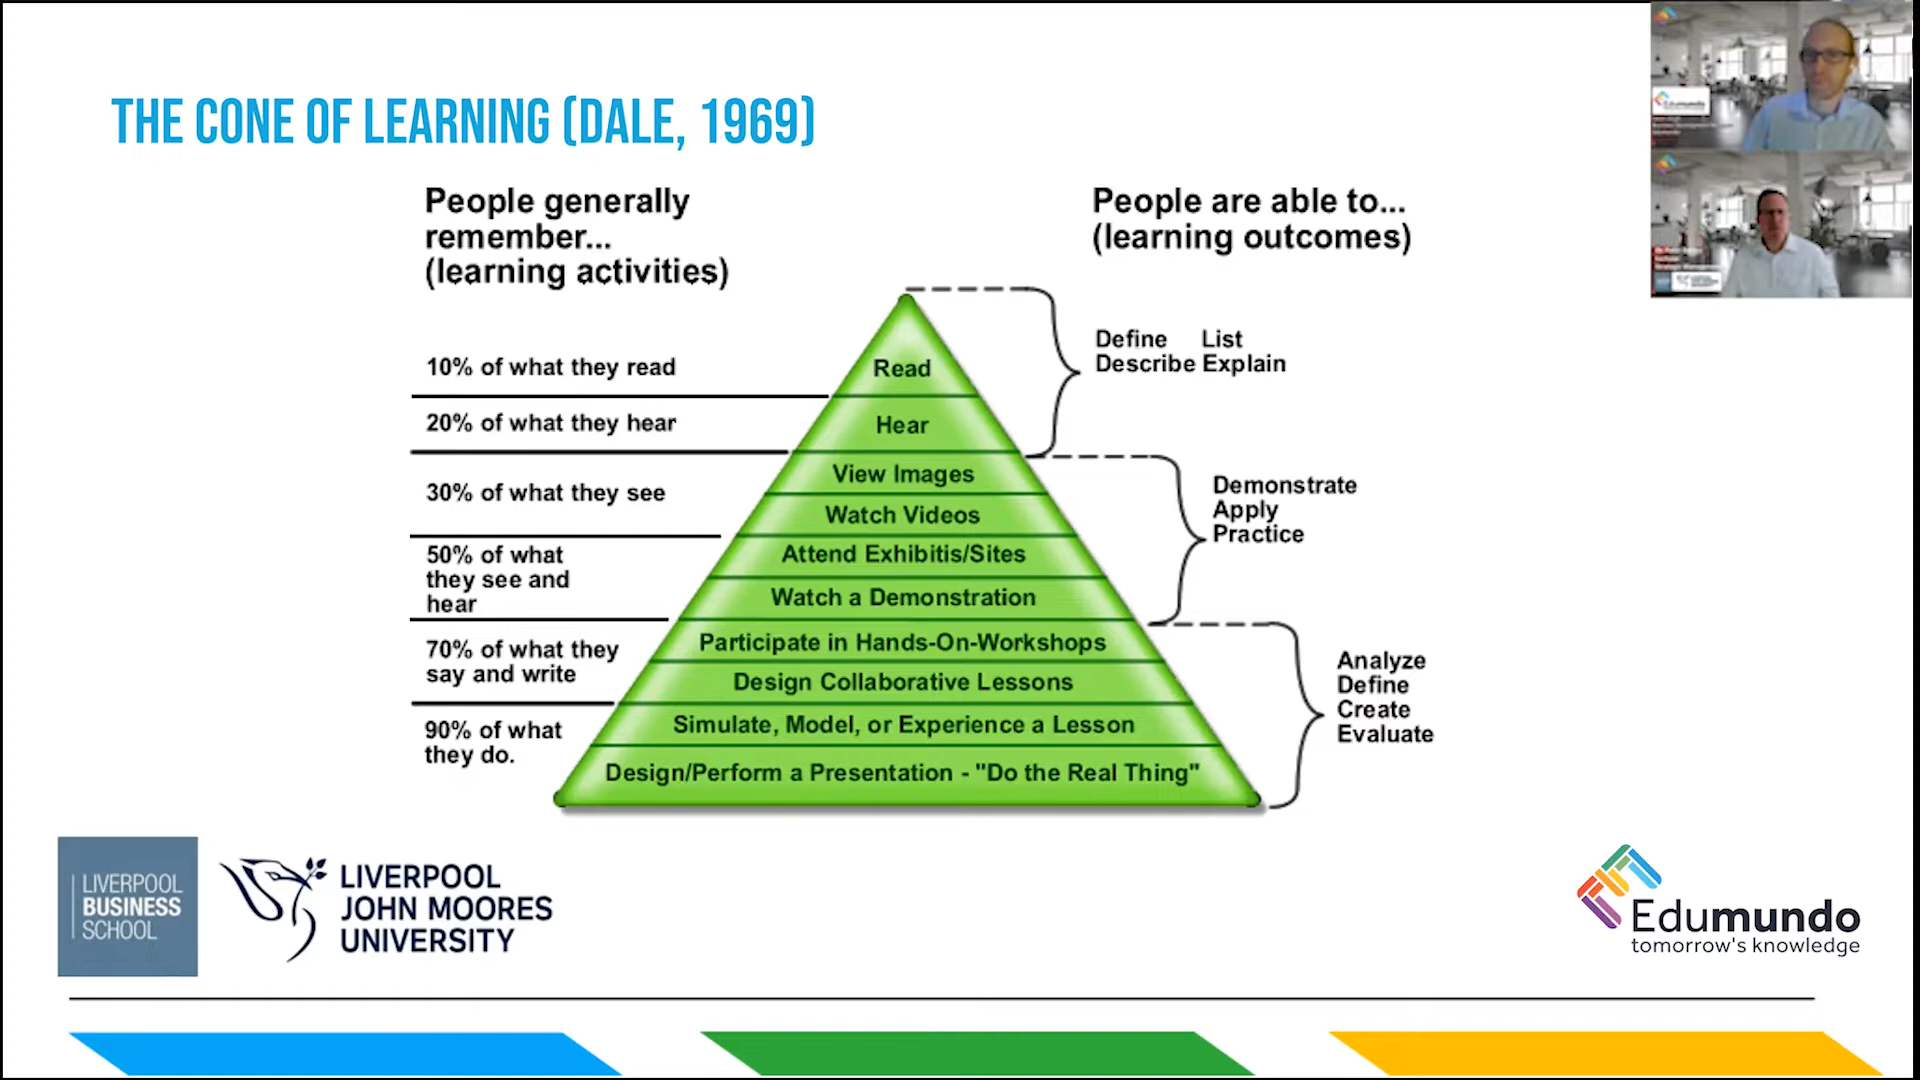 THE CONE OF LEARNING (DALE, 1969)
People generally
remember...
(learning activities)
People are able to...
(learning outcomes)
10% of what they read
20% of what they hear
30% of what they see
50% of what
they see and
hear
70% of what they
say and write
90% of what
they do.
Read
Hear
View Images
Watch Videos
Attend Exhibitis/Sites
Watch a Demonstration
Participate in Hands-On-Workshops
Design Collaborative Lessons
Simulate, Model, or Experience a Lesson
Design/Perform a Presentation - "Do the Real Thing"
Define List
Describe Explain
Demonstrate
Apply
Practice
Analyze
Define
Create
Evaluate
LIVERPOOL
BUSINESS
SCHOOL
LIVERPOOL
JOHN MOORES
UNIVERSITY
Edumundo
tomorrow's knowledge
Edumundo